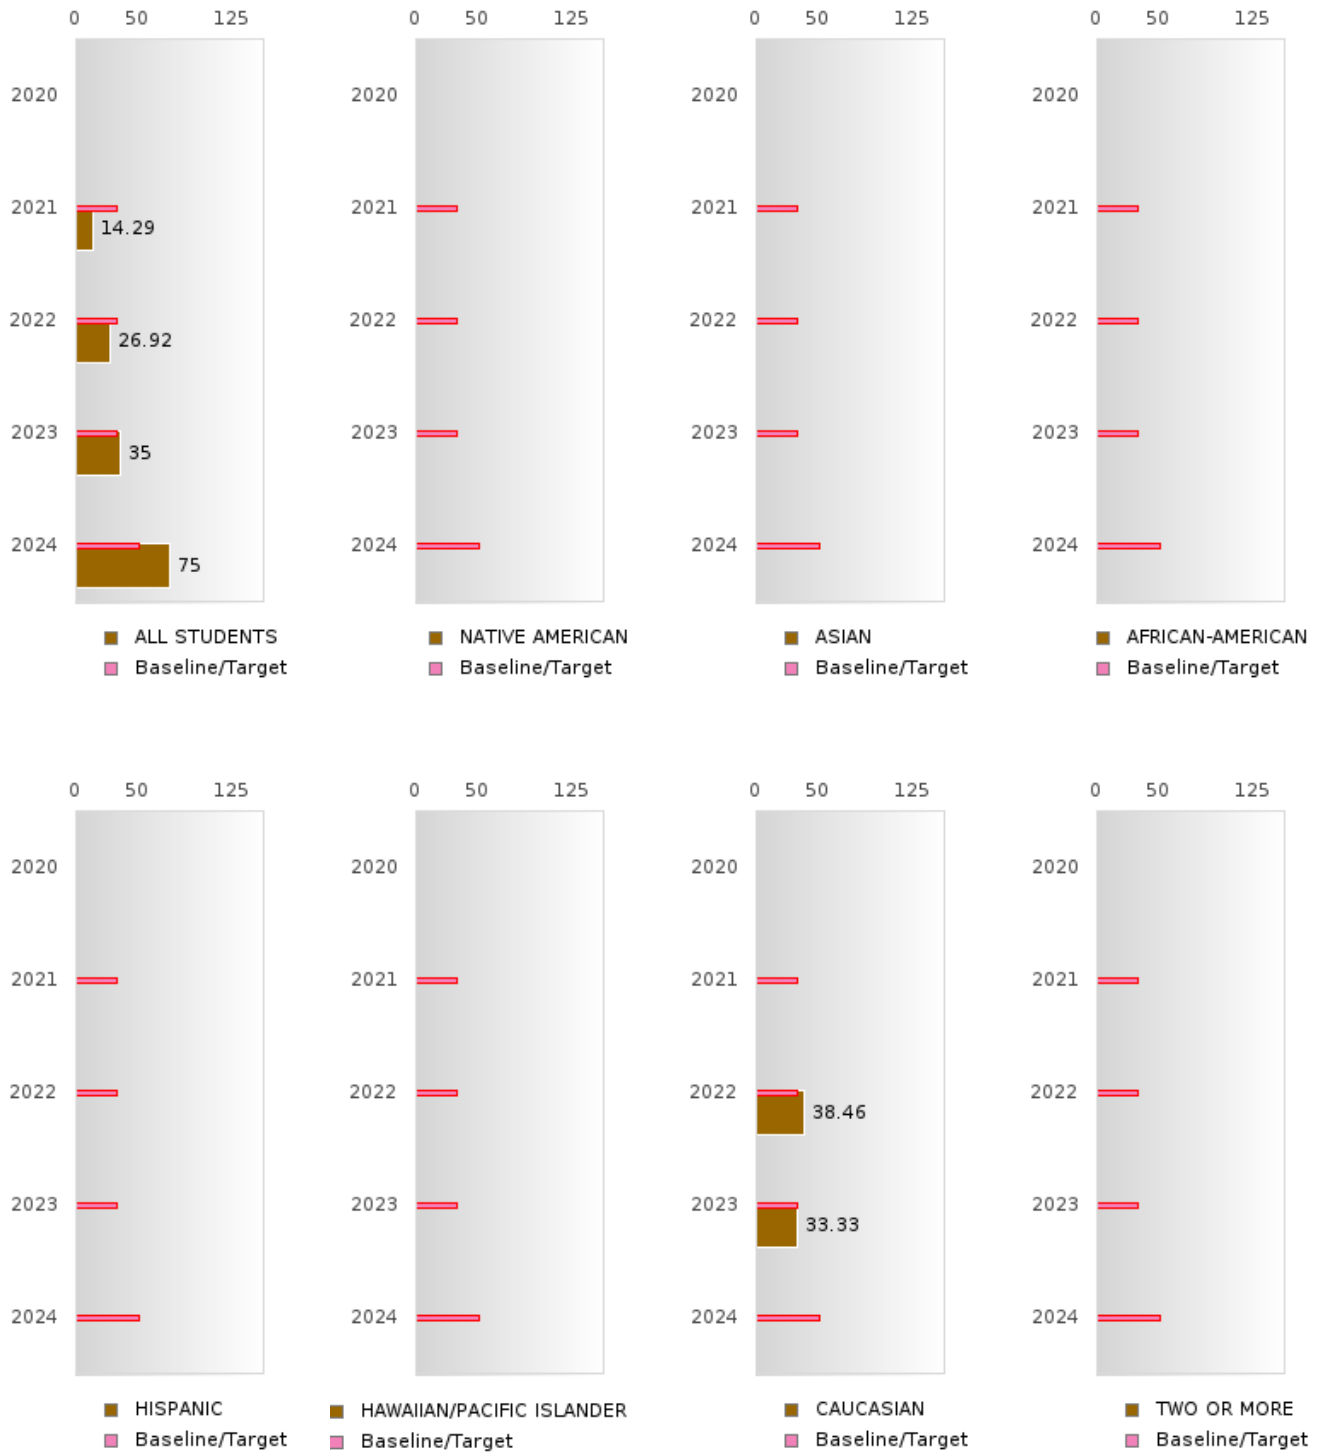 0 50 125 0 50 125 0 50 125 0 50 125
2020 2020 2020 2020
2021 2021 2021 2021
14.29
2022 2022 2022 2022
26.92
2023 2023 2023 2023
35
2024 2024 2024 2024
75
ALL STUDENTS NATIVE AMERICAN ASIAN AFRICAN-AMERICAN
Baseline/Target Baseline/Target Baseline/Target Baseline/Target
0 50 125 0 50 125 0 50 125 0 50 125
2020 2020 2020 2020
2021 2021 2021 2021
2022 2022 2022 2022
38.46
2023 2023 2023 2023
33.33
2024 2024 2024 2024
HISPANIC HAWAIIAN/PACIFIC ISLANDER CAUCASIAN TWO OR MORE
Baseline/Target Baseline/Target Baseline/Target Baseline/Target